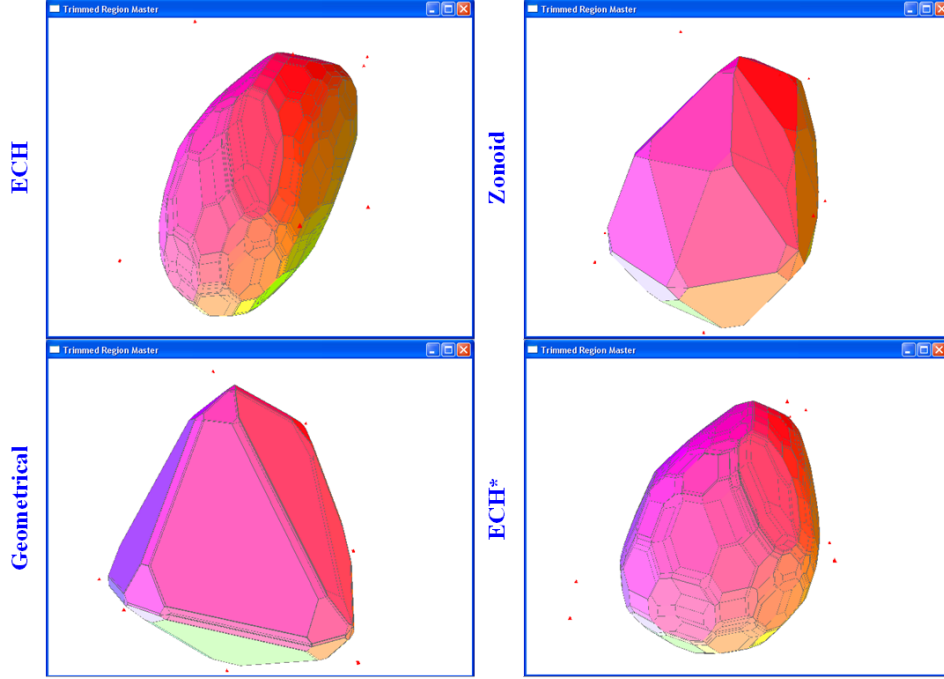 Trimmed Region Master
ECH
Trimmed Region Master
Zonoid
Trimmed Region Master
Geometrical
Trimmed Region Master
ECH*